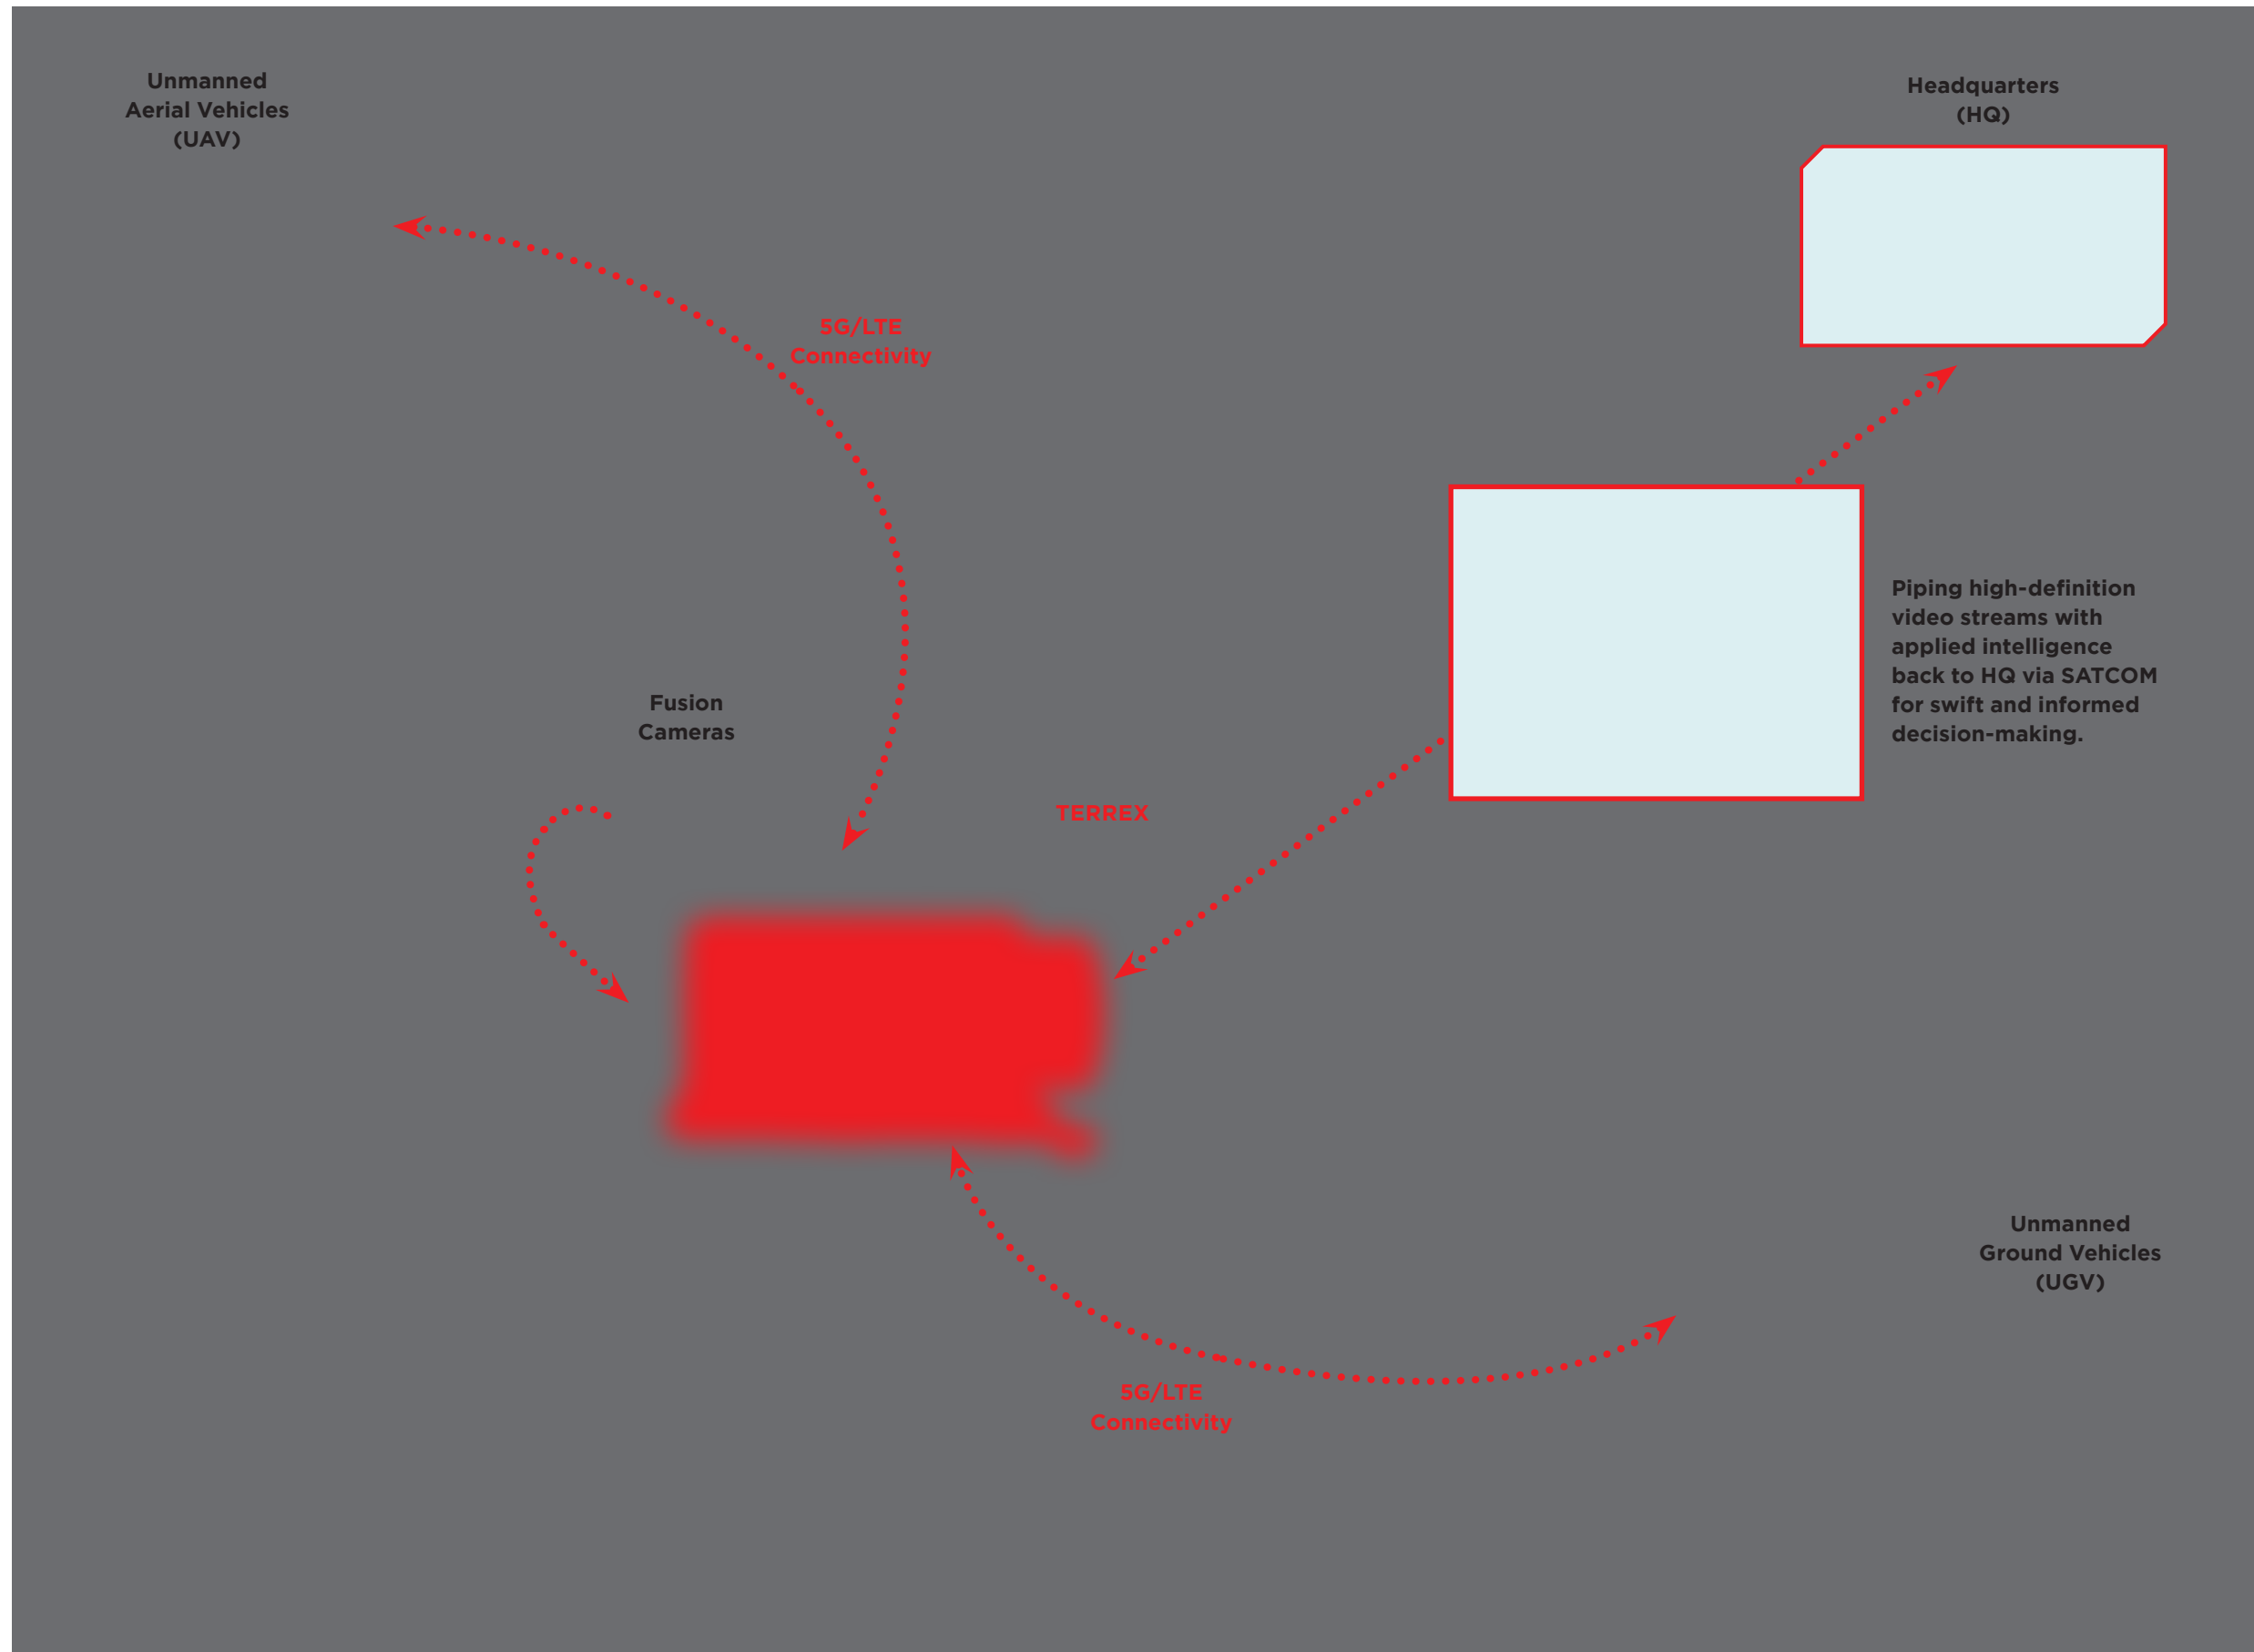 Unmanned
Aerial Vehicles
(UAV)
Headquarters
(HQ)
5G/LTE
Connectivity
Piping high-definition
video streams with
applied intelligence
back to HQ via SATCOM
for swift and informed
decision-making.
Fusion
Cameras
TERREX
Unmanned
Ground Vehicles
(UGV)
5G/LTE
Connectivity